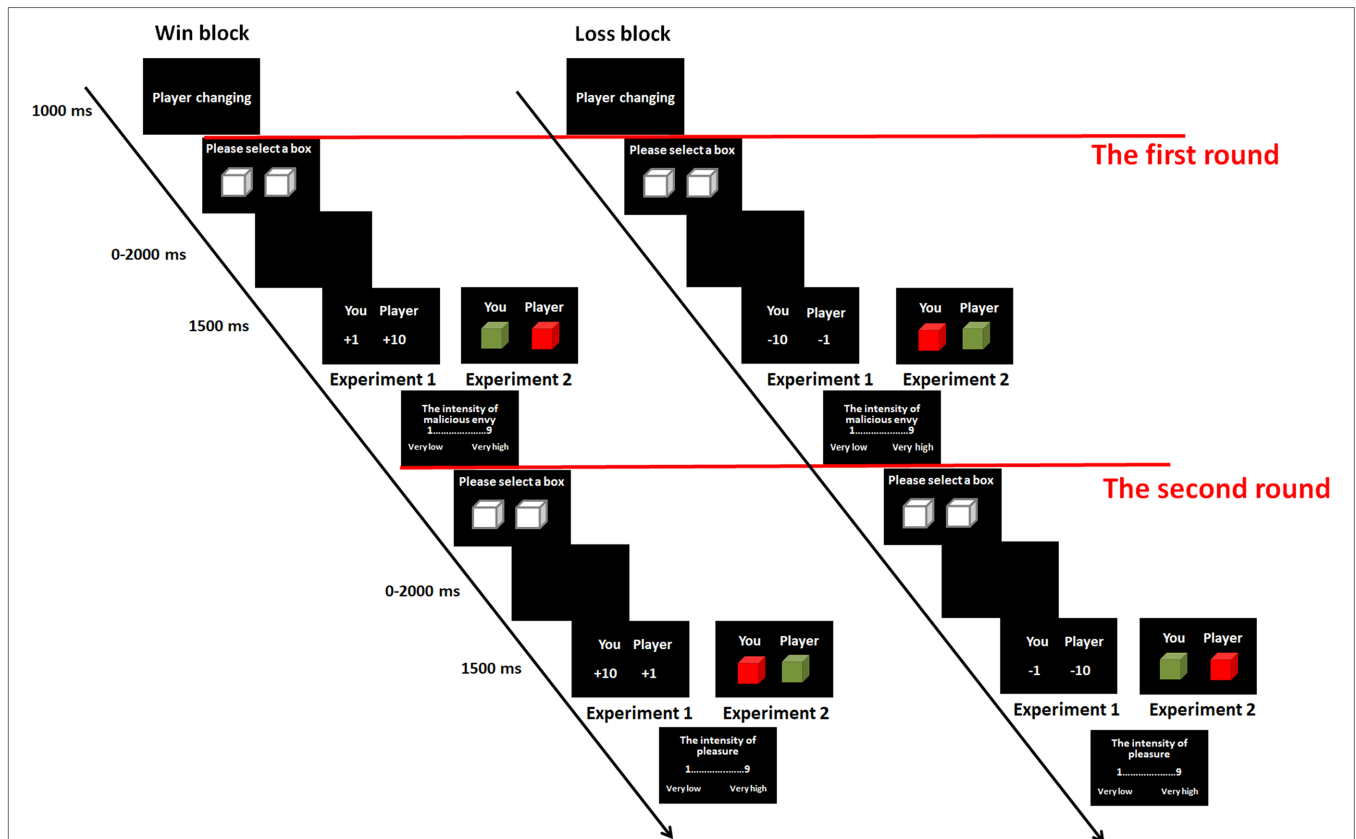 Win block
Loss block
Player changing
Player changing
1000 ms
The first round
Please select a box
Please select a box
0-2000 ms
1500 ms
You Player
+1 +10
You Player
Experiment 1
Experiment 2
You Player
-10 -1
You Player
Experiment 1
Experiment 2
The intensity of
malicious envy
1...................9
Very low Very high
The intensity of
malicious envy
1...................9
Very low Very high
The second round
Please select a box
Please select a box
0-2000 ms
1500 ms
You Player
+10 +1
You Player
Experiment 1
Experiment 2
You Player
-1 -10
You Player
Experiment 1
Experiment 2
The intensity of
pleasure
1...................9
Very low Very high
The intensity of
pleasure
1...................9
Very low Very high